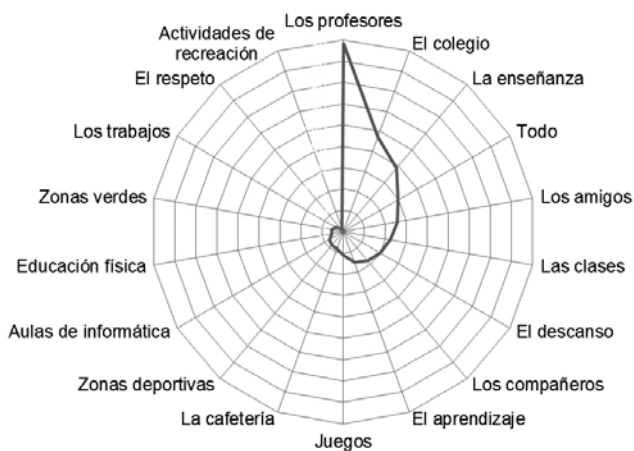 Los profesores
El colegio
La enseñanza
Todo
Los amigos
Las clases
El descanso
Los compañeros
El aprendizaje
Juegos
La cafetería
Zonas deportivas
Aulas de informática
Educación física
Zonas verdes
Los trabajos
El respeto
Actividades de
recreación